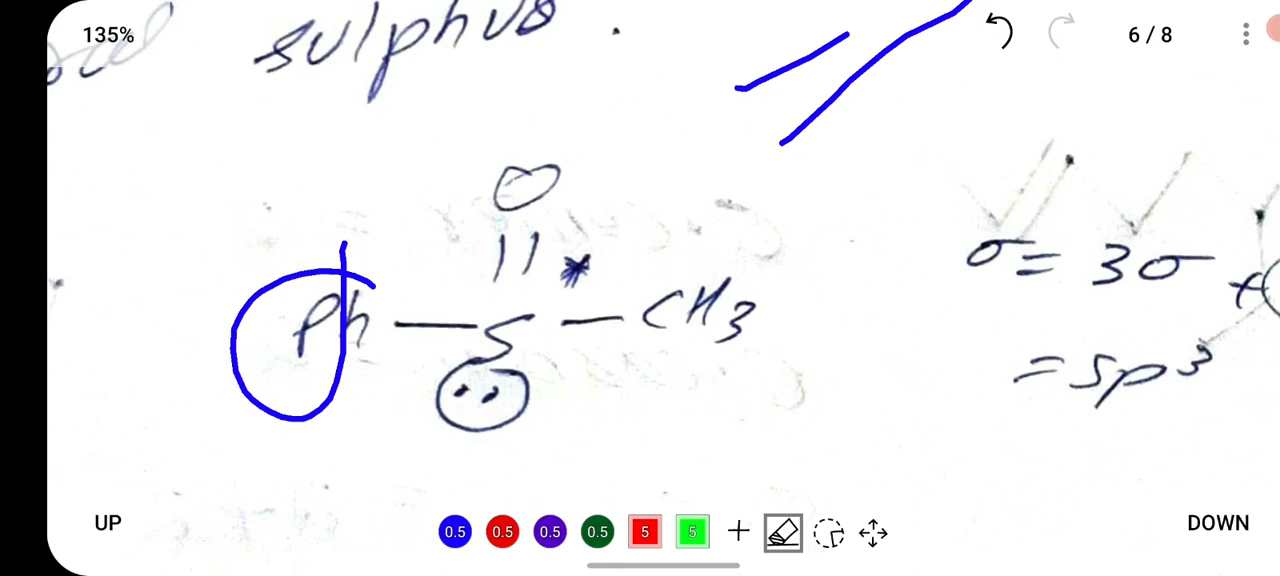 135%
6 / 8
sulphus.
O
|| *
Ph — S — CH3
••
σ = 3σ +
= sp3
UP
0.5 0.5 0.5 0.5 5 5 +
DOWN